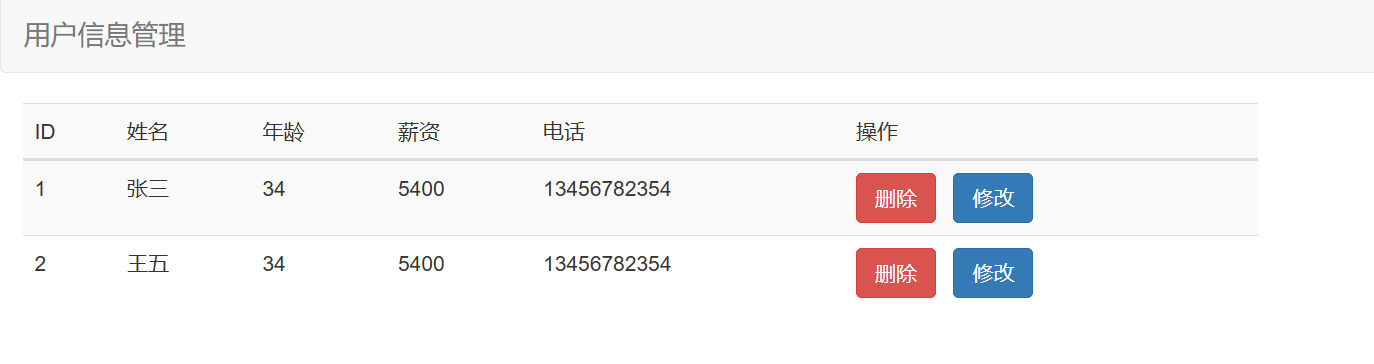 用户信息管理
ID 姓名 年龄 薪资 电话 操作
1 张三 34 5400 13456782354 删除 修改
2 王五 34 5400 13456782354 删除 修改